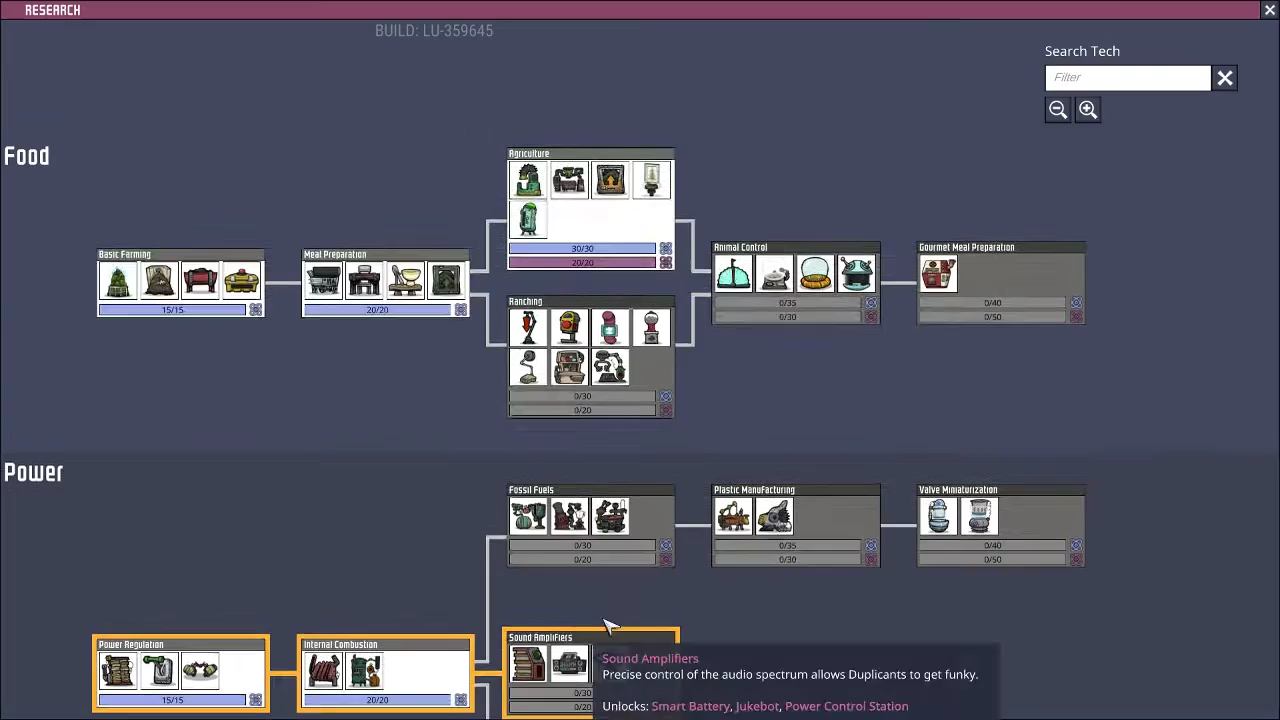 RESEARCH
BUILD: LU-359645
Search Tech
Filter
Food
Agriculture
30/30
20/20
Basic Farming
15/15
Meal Preparation
20/20
Ranching
0/30
0/20
Animal Control
0/35
0/30
Gourmet Meal Preparation
0/40
0/50
Power
Fossil Fuels
0/30
0/20
Plastic Manufacturing
0/35
0/30
Valve Miniaturization
0/40
0/50
Power Regulation
15/15
Internal Combustion
20/20
Sound Amplifiers
0/30
0/20
Sound Amplifiers
Precise control of the audio spectrum allows Duplicants to get funky.
Unlocks: Smart Battery, Jukebot, Power Control Station